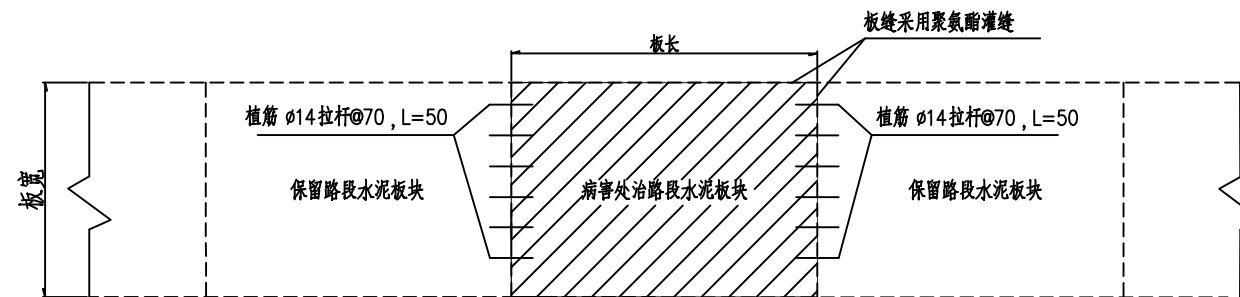 板缝采用聚氨酯灌缝
板长
植筋 Ø14拉杆@70，L=50
植筋 Ø14拉杆@70，L=50
板宽
保留路段水泥板块
病害处治路段水泥板块
保留路段水泥板块